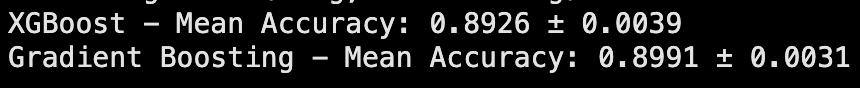 XGBoost - Mean Accuracy: 0.8926 ± 0.0039
Gradient Boosting - Mean Accuracy: 0.8991 ± 0.0031